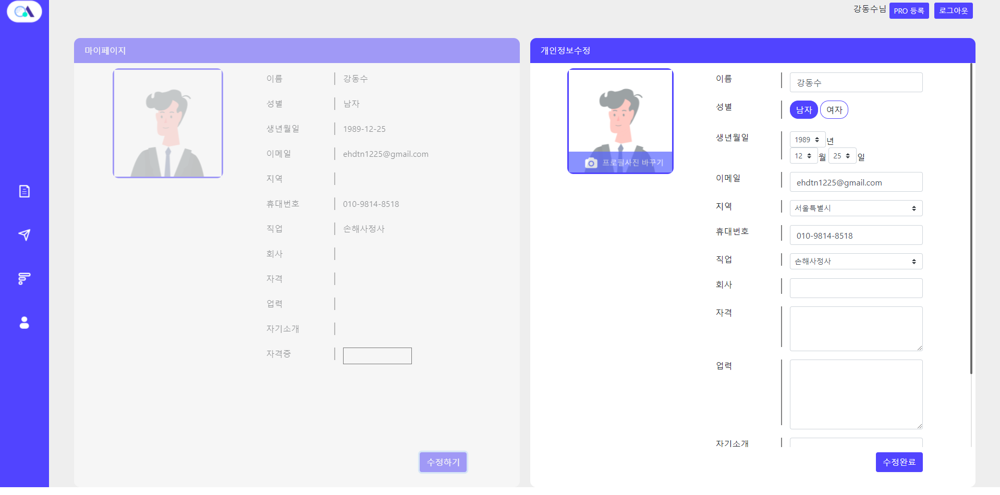 강동수님 PRO 등록 로그아웃
마이페이지
이름 강동수
성별 남자
생년월일 1989-12-25
이메일 ehdtn1225@gmail.com
지역
휴대번호 010-9814-8518
직업 손해사정사
회사
자격
업력
자기소개
자격증
수정하기
개인정보수정
프로필사진 바꾸기
이름 강동수
성별 남자 여자
생년월일 1989 년
12 월 25 일
이메일 ehdtn1225@gmail.com
지역 서울특별시
휴대번호 010-9814-8518
직업 손해사정사
회사
자격
업력
자기소개
수정완료